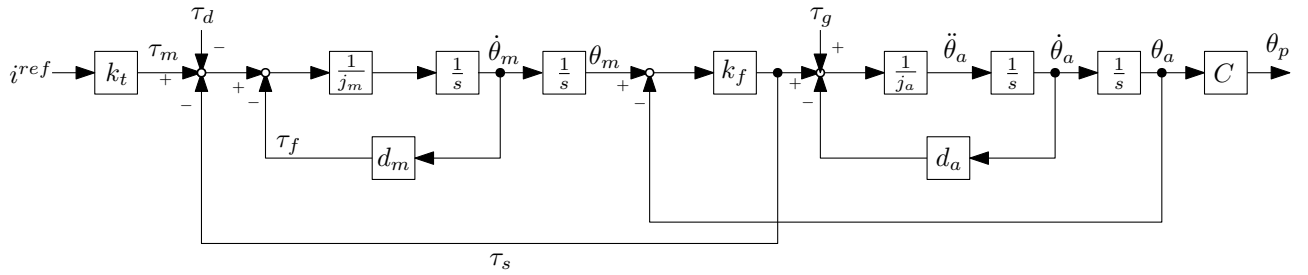 τ_d τ_g
i^{ref} k_t τ_m + − − + − 1/j_m 1/s θ̇_m 1/s θ_m + − k_f + + − 1/j_a θ̈_a 1/s θ̇_a 1/s θ_a C θ_p
τ_f d_m d_a
τ_s